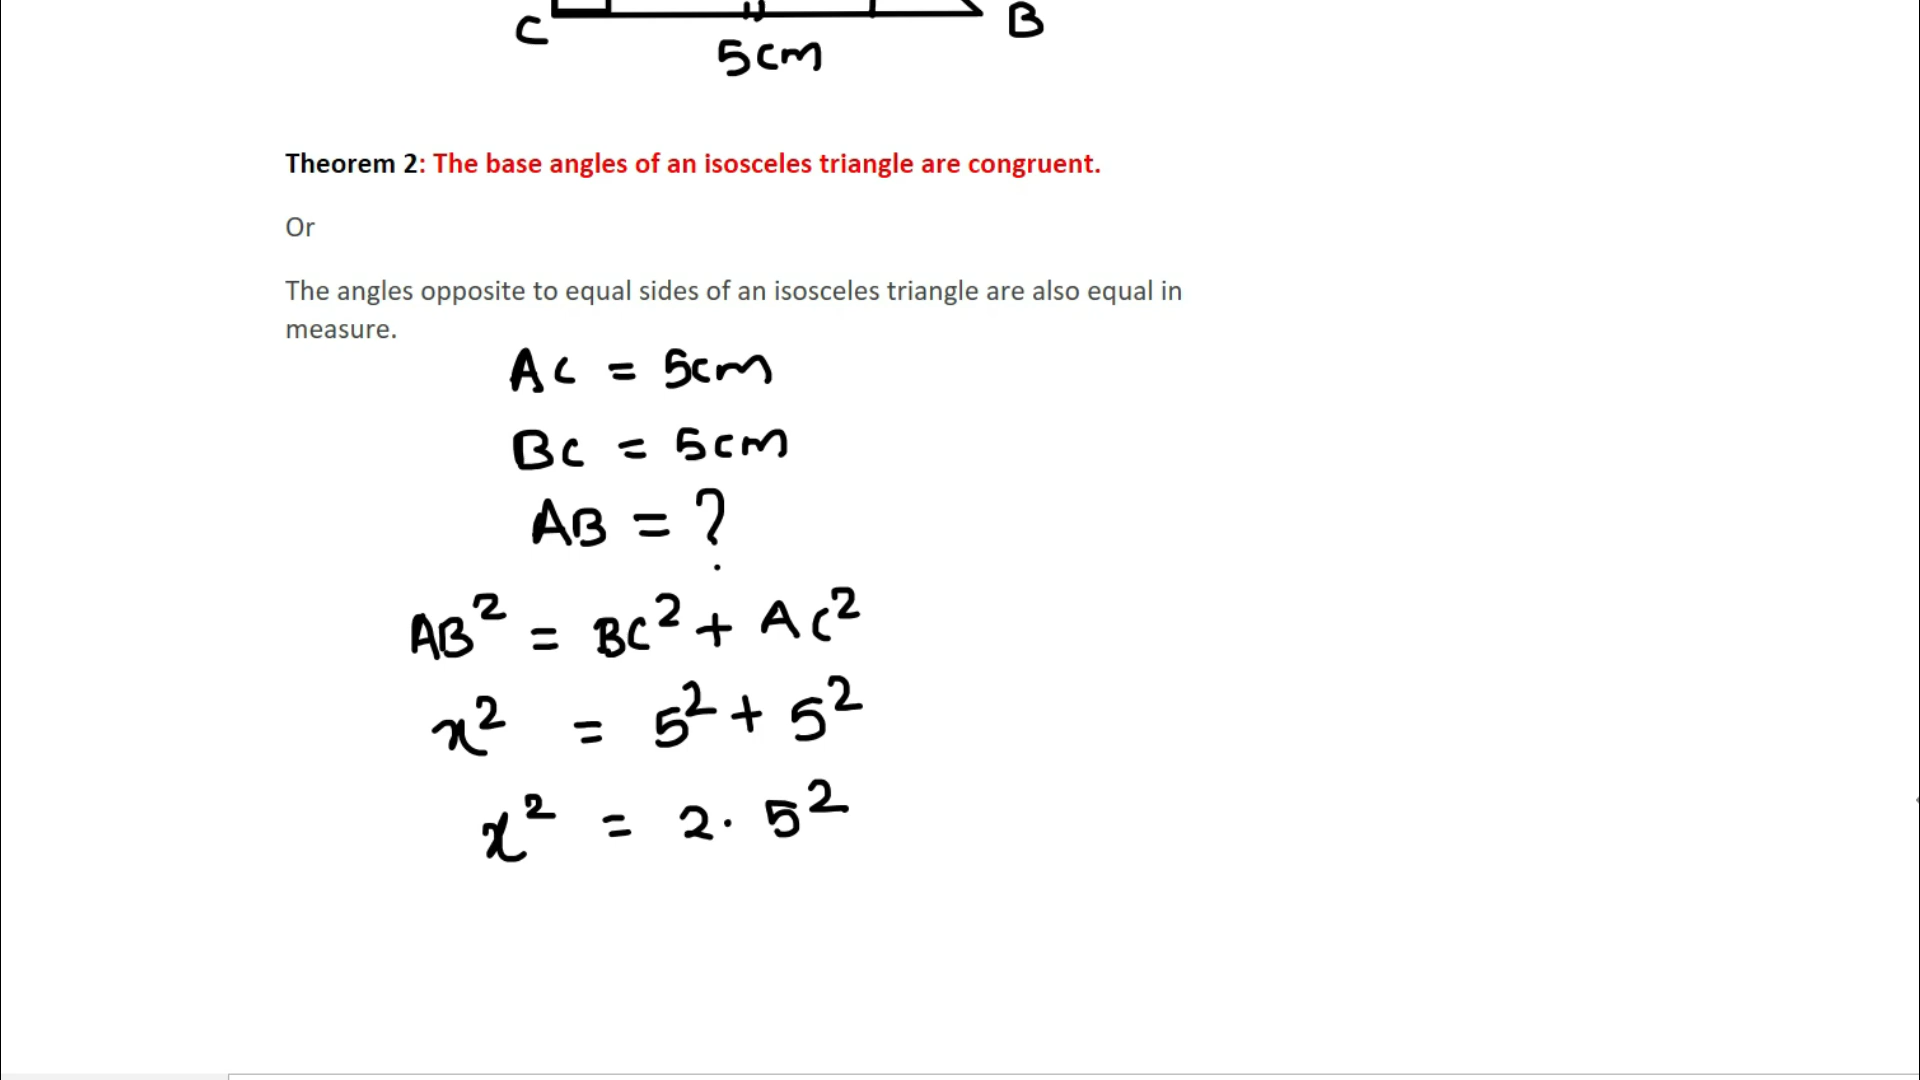 C B
5cm
Theorem 2: The base angles of an isosceles triangle are congruent.
Or
The angles opposite to equal sides of an isosceles triangle are also equal in
measure.
AC = 5cm
BC = 5cm
AB = ?
AB² = BC² + AC²
x² = 5² + 5²
x² = 2 · 5²